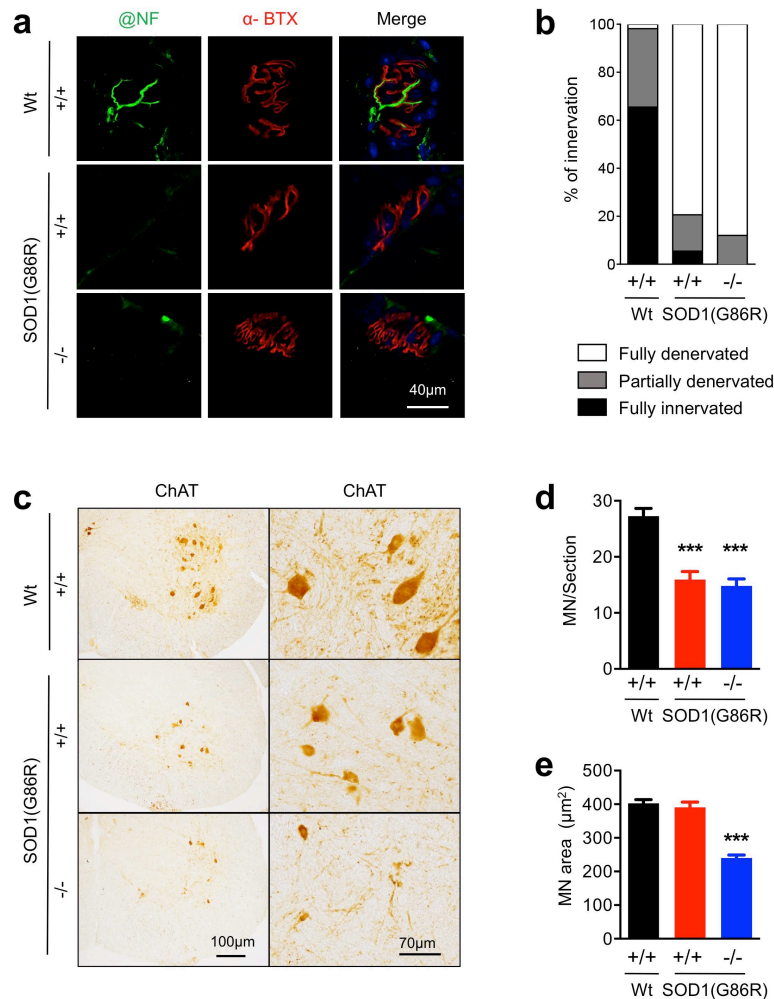 a
@NF
α- BTX
Merge
Wt
+/+
SOD1(G86R)
+/+
-/-
40µm
b
% of innervation
100
80
60
40
20
0
+/+
+/+
-/-
Wt
SOD1(G86R)
Fully denervated
Partially denervated
Fully innervated
c
ChAT
ChAT
Wt
+/+
SOD1(G86R)
+/+
-/-
100µm
70µm
d
MN/Section
30
20
10
0
***
***
+/+
+/+
-/-
Wt
SOD1(G86R)
e
MN area (µm²)
500
400
300
200
100
0
***
+/+
+/+
-/-
Wt
SOD1(G86R)